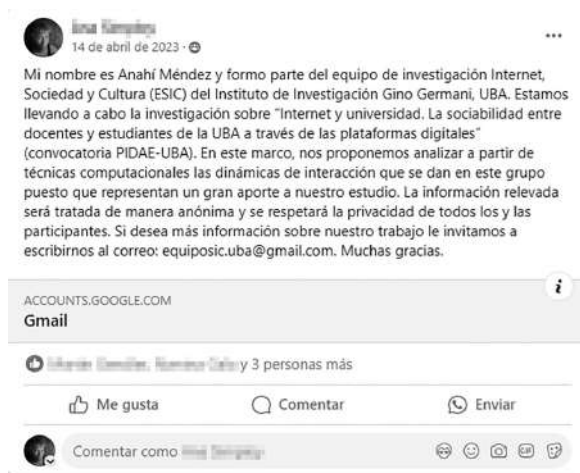 14 de abril de 2023 ·
Mi nombre es Anahí Méndez y formo parte del equipo de investigación Internet,
Sociedad y Cultura (ESIC) del Instituto de Investigación Gino Germani, UBA. Estamos
llevando a cabo la investigación sobre "Internet y universidad. La sociabilidad entre
docentes y estudiantes de la UBA a través de las plataformas digitales"
(convocatoria PIDAE-UBA). En este marco, nos proponemos analizar a partir de
técnicas computacionales las dinámicas de interacción que se dan en este grupo
puesto que representan un gran aporte a nuestro estudio. La información relevada
será tratada de manera anónima y se respetará la privacidad de todos los y las
participantes. Si desea más información sobre nuestro trabajo le invitamos a
escribirnos al correo: equiposic.uba@gmail.com. Muchas gracias.
ACCOUNTS.GOOGLE.COM
Gmail
y 3 personas más
Me gusta
Comentar
Enviar
Comentar como
GIF